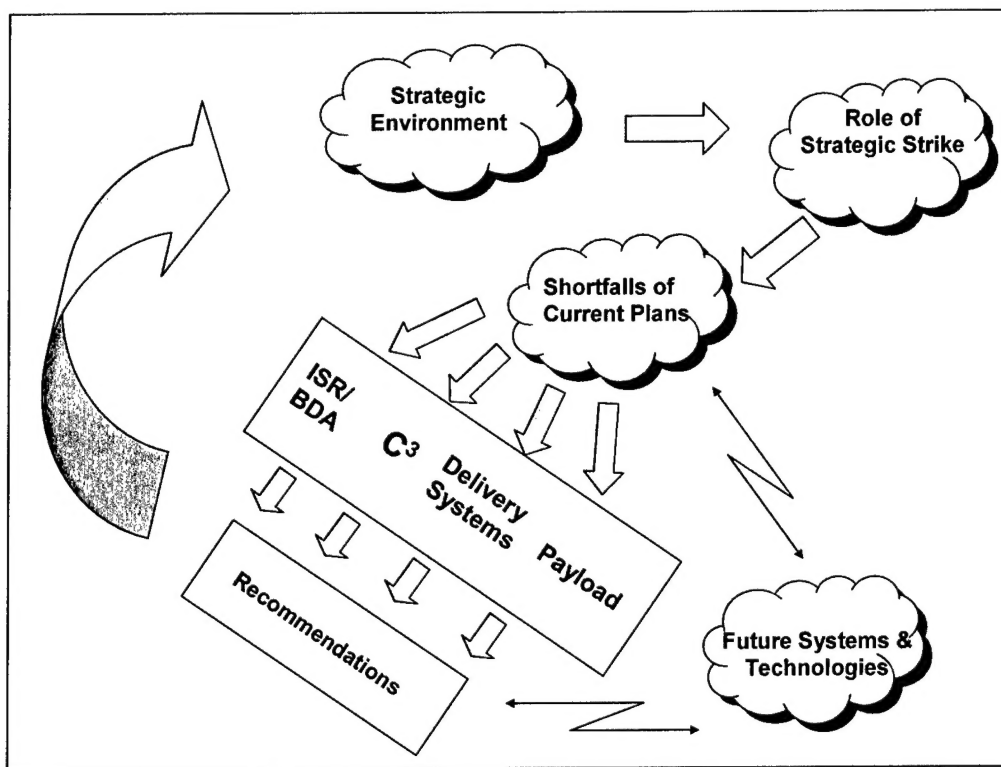 Strategic
Environment
Role of
Strategic Strike
Shortfalls of
Current Plans
ISR/
BDA
C³
Delivery
Systems
Payload
Recommendations
Future Systems &
Technologies